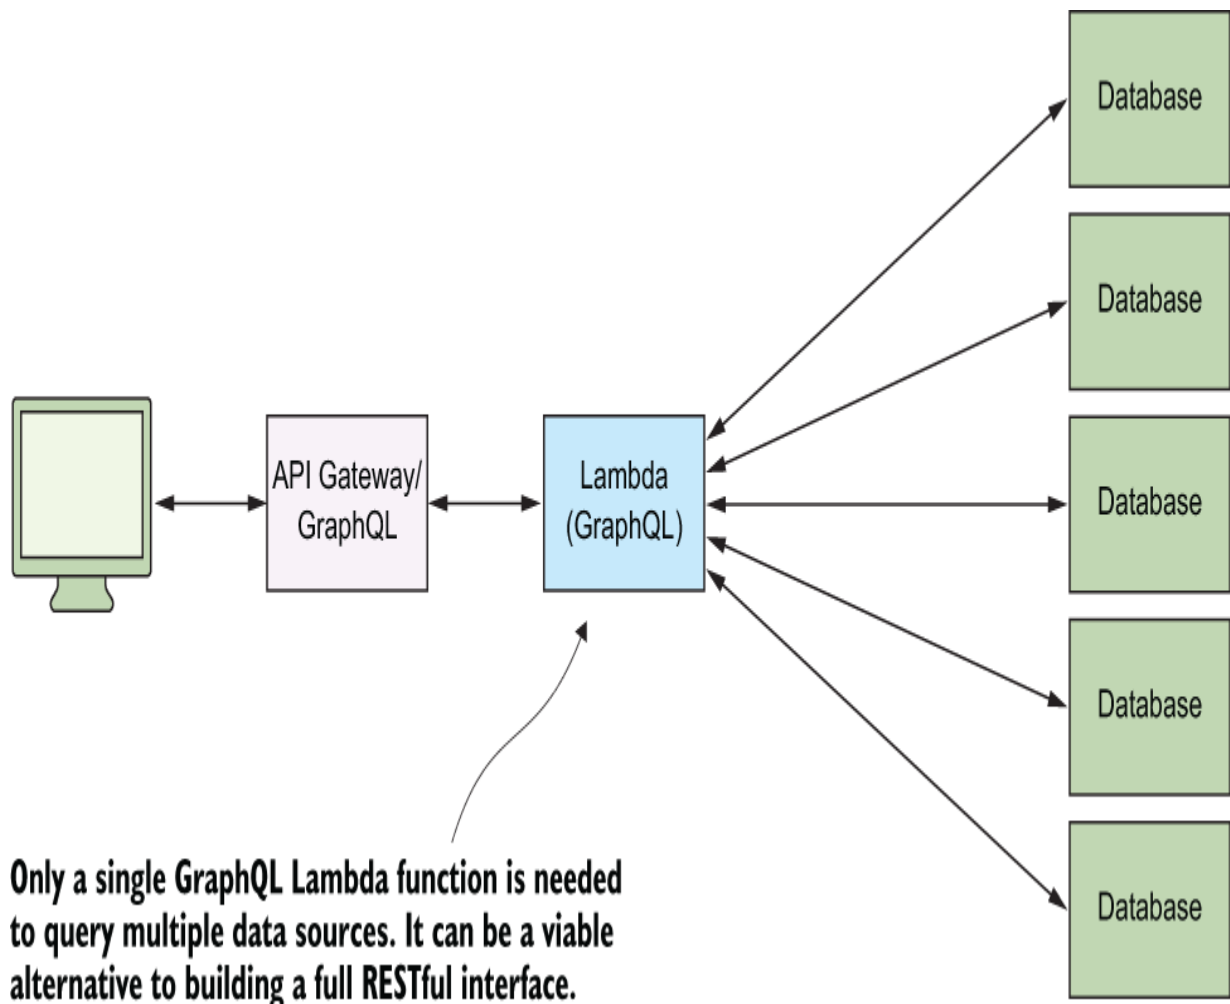 Database
Database
API Gateway/
GraphQL
Lambda
(GraphQL)
Database
Database
Database
Only a single GraphQL Lambda function is needed
to query multiple data sources. It can be a viable
alternative to building a full RESTful interface.